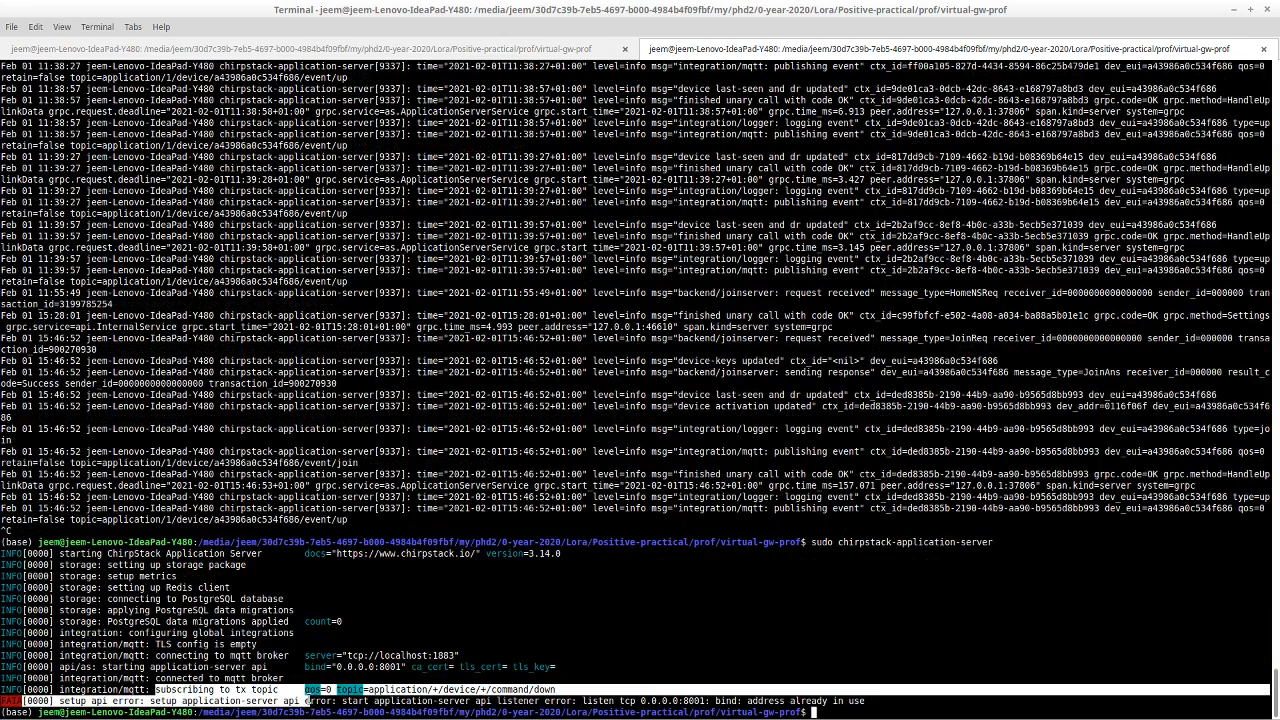 Terminal - jeem@jeem-Lenovo-IdeaPad-Y480: /media/jeem/30d7c39b-7eb5-4697-b000-4984b4f09fbf/my/phd2/0-year-2020/Lora/Positive-practical/prof/virtual-gw-prof
File Edit View Terminal Tabs Help
jeem@jeem-Lenovo-IdeaPad-Y480: /media/jeem/30d7c39b-7eb5-4697-b000-4984b4f09fbf/my/phd2/0-year-2020/Lora/Positive-practical/prof/virtual-gw-prof × jeem@jeem-Lenovo-IdeaPad-Y480: /media/jeem/30d7c39b-7eb5-4697-b000-4984b4f09fbf/my/phd2/0-year-2020/Lora/Positive-practical/prof/virtual-gw-prof ×
Feb 01 11:38:27 jeem-Lenovo-IdeaPad-Y480 chirpstack-application-server[9337]: time="2021-02-01T11:38:27+01:00" level=info msg="integration/mqtt: publishing event" ctx_id=ff00a105-827d-4434-8594-86c25b479de1 dev_eui=a43986a0c534f686 qos=0
retain=false topic=application/1/device/a43986a0c534f686/event/up
Feb 01 11:38:57 jeem-Lenovo-IdeaPad-Y480 chirpstack-application-server[9337]: time="2021-02-01T11:38:57+01:00" level=info msg="device last-seen and dr updated" ctx_id=9de01ca3-0dcb-42dc-8643-e168797a8bd3 dev_eui=a43986a0c534f686
Feb 01 11:38:57 jeem-Lenovo-IdeaPad-Y480 chirpstack-application-server[9337]: time="2021-02-01T11:38:57+01:00" level=info msg="finished unary call with code OK" ctx_id=9de01ca3-0dcb-42dc-8643-e168797a8bd3 grpc.code=OK grpc.method=HandleUp
linkData grpc.request.deadline="2021-02-01T11:38:58+01:00" grpc.service=as.ApplicationServerService grpc.start_time="2021-02-01T11:38:57+01:00" grpc.time_ms=6.913 peer.address="127.0.0.1:37806" span.kind=server system=grpc
Feb 01 11:38:57 jeem-Lenovo-IdeaPad-Y480 chirpstack-application-server[9337]: time="2021-02-01T11:38:57+01:00" level=info msg="integration/logger: logging event" ctx_id=9de01ca3-0dcb-42dc-8643-e168797a8bd3 dev_eui=a43986a0c534f686 type=up
Feb 01 11:38:57 jeem-Lenovo-IdeaPad-Y480 chirpstack-application-server[9337]: time="2021-02-01T11:38:57+01:00" level=info msg="integration/mqtt: publishing event" ctx_id=9de01ca3-0dcb-42dc-8643-e168797a8bd3 dev_eui=a43986a0c534f686 qos=0
retain=false topic=application/1/device/a43986a0c534f686/event/up
Feb 01 11:39:27 jeem-Lenovo-IdeaPad-Y480 chirpstack-application-server[9337]: time="2021-02-01T11:39:27+01:00" level=info msg="device last-seen and dr updated" ctx_id=817dd9cb-7109-4662-b19d-b08369b64e15 dev_eui=a43986a0c534f686
Feb 01 11:39:27 jeem-Lenovo-IdeaPad-Y480 chirpstack-application-server[9337]: time="2021-02-01T11:39:27+01:00" level=info msg="finished unary call with code OK" ctx_id=817dd9cb-7109-4662-b19d-b08369b64e15 grpc.code=OK grpc.method=HandleUp
linkData grpc.request.deadline="2021-02-01T11:39:28+01:00" grpc.service=as.ApplicationServerService grpc.start_time="2021-02-01T11:39:27+01:00" grpc.time_ms=3.427 peer.address="127.0.0.1:37806" span.kind=server system=grpc
Feb 01 11:39:27 jeem-Lenovo-IdeaPad-Y480 chirpstack-application-server[9337]: time="2021-02-01T11:39:27+01:00" level=info msg="integration/logger: logging event" ctx_id=817dd9cb-7109-4662-b19d-b08369b64e15 dev_eui=a43986a0c534f686 type=up
Feb 01 11:39:27 jeem-Lenovo-IdeaPad-Y480 chirpstack-application-server[9337]: time="2021-02-01T11:39:27+01:00" level=info msg="integration/mqtt: publishing event" ctx_id=817dd9cb-7109-4662-b19d-b08369b64e15 dev_eui=a43986a0c534f686 qos=0
retain=false topic=application/1/device/a43986a0c534f686/event/up
Feb 01 11:39:57 jeem-Lenovo-IdeaPad-Y480 chirpstack-application-server[9337]: time="2021-02-01T11:39:57+01:00" level=info msg="device last-seen and dr updated" ctx_id=2b2af9cc-8ef8-4b0c-a33b-5ecb5e371039 dev_eui=a43986a0c534f686
Feb 01 11:39:57 jeem-Lenovo-IdeaPad-Y480 chirpstack-application-server[9337]: time="2021-02-01T11:39:57+01:00" level=info msg="finished unary call with code OK" ctx_id=2b2af9cc-8ef8-4b0c-a33b-5ecb5e371039 grpc.code=OK grpc.method=HandleUp
linkData grpc.request.deadline="2021-02-01T11:39:58+01:00" grpc.service=as.ApplicationServerService grpc.start_time="2021-02-01T11:39:57+01:00" grpc.time_ms=3.145 peer.address="127.0.0.1:37806" span.kind=server system=grpc
Feb 01 11:39:57 jeem-Lenovo-IdeaPad-Y480 chirpstack-application-server[9337]: time="2021-02-01T11:39:57+01:00" level=info msg="integration/logger: logging event" ctx_id=2b2af9cc-8ef8-4b0c-a33b-5ecb5e371039 dev_eui=a43986a0c534f686 type=up
Feb 01 11:39:57 jeem-Lenovo-IdeaPad-Y480 chirpstack-application-server[9337]: time="2021-02-01T11:39:57+01:00" level=info msg="integration/mqtt: publishing event" ctx_id=2b2af9cc-8ef8-4b0c-a33b-5ecb5e371039 dev_eui=a43986a0c534f686 qos=0
retain=false topic=application/1/device/a43986a0c534f686/event/up
Feb 01 11:55:49 jeem-Lenovo-IdeaPad-Y480 chirpstack-application-server[9337]: time="2021-02-01T11:55:49+01:00" level=info msg="backend/joinserver: request received" message_type=HomeNSReq receiver_id=0000000000000000 sender_id=000000 tran
saction_id=3199785254
Feb 01 15:28:01 jeem-Lenovo-IdeaPad-Y480 chirpstack-application-server[9337]: time="2021-02-01T15:28:01+01:00" level=info msg="finished unary call with code OK" ctx_id=c99fbfcf-e502-4a08-a034-ba88a5b01e1c grpc.code=OK grpc.method=Settings
grpc.service=api.InternalService grpc.start_time="2021-02-01T15:28:01+01:00" grpc.time_ms=4.993 peer.address="127.0.0.1:46610" span.kind=server system=grpc
Feb 01 15:46:52 jeem-Lenovo-IdeaPad-Y480 chirpstack-application-server[9337]: time="2021-02-01T15:46:52+01:00" level=info msg="backend/joinserver: request received" message_type=JoinReq receiver_id=0000000000000000 sender_id=000000 transa
ction_id=900270930
Feb 01 15:46:52 jeem-Lenovo-IdeaPad-Y480 chirpstack-application-server[9337]: time="2021-02-01T15:46:52+01:00" level=info msg="device-keys updated" ctx_id="<nil>" dev_eui=a43986a0c534f686
Feb 01 15:46:52 jeem-Lenovo-IdeaPad-Y480 chirpstack-application-server[9337]: time="2021-02-01T15:46:52+01:00" level=info msg="backend/joinserver: sending response" dev_eui=a43986a0c534f686 message_type=JoinAns receiver_id=000000 result_c
ode=Success sender_id=0000000000000000 transaction_id=900270930
Feb 01 15:46:52 jeem-Lenovo-IdeaPad-Y480 chirpstack-application-server[9337]: time="2021-02-01T15:46:52+01:00" level=info msg="device last-seen and dr updated" ctx_id=ded8385b-2190-44b9-aa90-b9565d8bb993 dev_eui=a43986a0c534f686
Feb 01 15:46:52 jeem-Lenovo-IdeaPad-Y480 chirpstack-application-server[9337]: time="2021-02-01T15:46:52+01:00" level=info msg="device activation updated" ctx_id=ded8385b-2190-44b9-aa90-b9565d8bb993 dev_addr=0116f06f dev_eui=a43986a0c534f6
86
Feb 01 15:46:52 jeem-Lenovo-IdeaPad-Y480 chirpstack-application-server[9337]: time="2021-02-01T15:46:52+01:00" level=info msg="integration/logger: logging event" ctx_id=ded8385b-2190-44b9-aa90-b9565d8bb993 dev_eui=a43986a0c534f686 type=jo
in
Feb 01 15:46:52 jeem-Lenovo-IdeaPad-Y480 chirpstack-application-server[9337]: time="2021-02-01T15:46:52+01:00" level=info msg="integration/mqtt: publishing event" ctx_id=ded8385b-2190-44b9-aa90-b9565d8bb993 dev_eui=a43986a0c534f686 qos=0
retain=false topic=application/1/device/a43986a0c534f686/event/join
Feb 01 15:46:52 jeem-Lenovo-IdeaPad-Y480 chirpstack-application-server[9337]: time="2021-02-01T15:46:52+01:00" level=info msg="finished unary call with code OK" ctx_id=ded8385b-2190-44b9-aa90-b9565d8bb993 grpc.code=OK grpc.method=HandleUp
linkData grpc.request.deadline="2021-02-01T15:46:53+01:00" grpc.service=as.ApplicationServerService grpc.start_time="2021-02-01T15:46:52+01:00" grpc.time_ms=157.071 peer.address="127.0.0.1:37806" span.kind=server system=grpc
Feb 01 15:46:52 jeem-Lenovo-IdeaPad-Y480 chirpstack-application-server[9337]: time="2021-02-01T15:46:52+01:00" level=info msg="integration/logger: logging event" ctx_id=ded8385b-2190-44b9-aa90-b9565d8bb993 dev_eui=a43986a0c534f686 type=up
Feb 01 15:46:52 jeem-Lenovo-IdeaPad-Y480 chirpstack-application-server[9337]: time="2021-02-01T15:46:52+01:00" level=info msg="integration/mqtt: publishing event" ctx_id=ded8385b-2190-44b9-aa90-b9565d8bb993 dev_eui=a43986a0c534f686 qos=0
retain=false topic=application/1/device/a43986a0c534f686/event/up
^C
(base) jeem@jeem-Lenovo-IdeaPad-Y480:/media/jeem/30d7c39b-7eb5-4697-b000-4984b4f09fbf/my/phd2/0-year-2020/Lora/Positive-practical/prof/virtual-gw-prof$ sudo chirpstack-application-server
INFO[0000] starting ChirpStack Application Server docs="https://www.chirpstack.io/" version=3.14.0
INFO[0000] storage: setting up storage package
INFO[0000] storage: setup metrics
INFO[0000] storage: setting up Redis client
INFO[0000] storage: connecting to PostgreSQL database
INFO[0000] storage: applying PostgreSQL data migrations
INFO[0000] storage: PostgreSQL data migrations applied count=0
INFO[0000] integration: configuring global integrations
INFO[0000] integration/mqtt: TLS config is empty
INFO[0000] integration/mqtt: connecting to mqtt broker server="tcp://localhost:1883"
INFO[0000] api/as: starting application-server api bind="0.0.0.0:8001" ca_cert= tls_cert= tls_key=
INFO[0000] integration/mqtt: connected to mqtt broker
INFO[0000] integration/mqtt: subscribing to tx topic qos=0 topic=application/+/device/+/command/down
FATA[0000] setup api error: setup application-server api error: start application-server api listener error: listen tcp 0.0.0.0:8001: bind: address already in use
(base) jeem@jeem-Lenovo-IdeaPad-Y480:/media/jeem/30d7c39b-7eb5-4697-b000-4984b4f09fbf/my/phd2/0-year-2020/Lora/Positive-practical/prof/virtual-gw-prof$